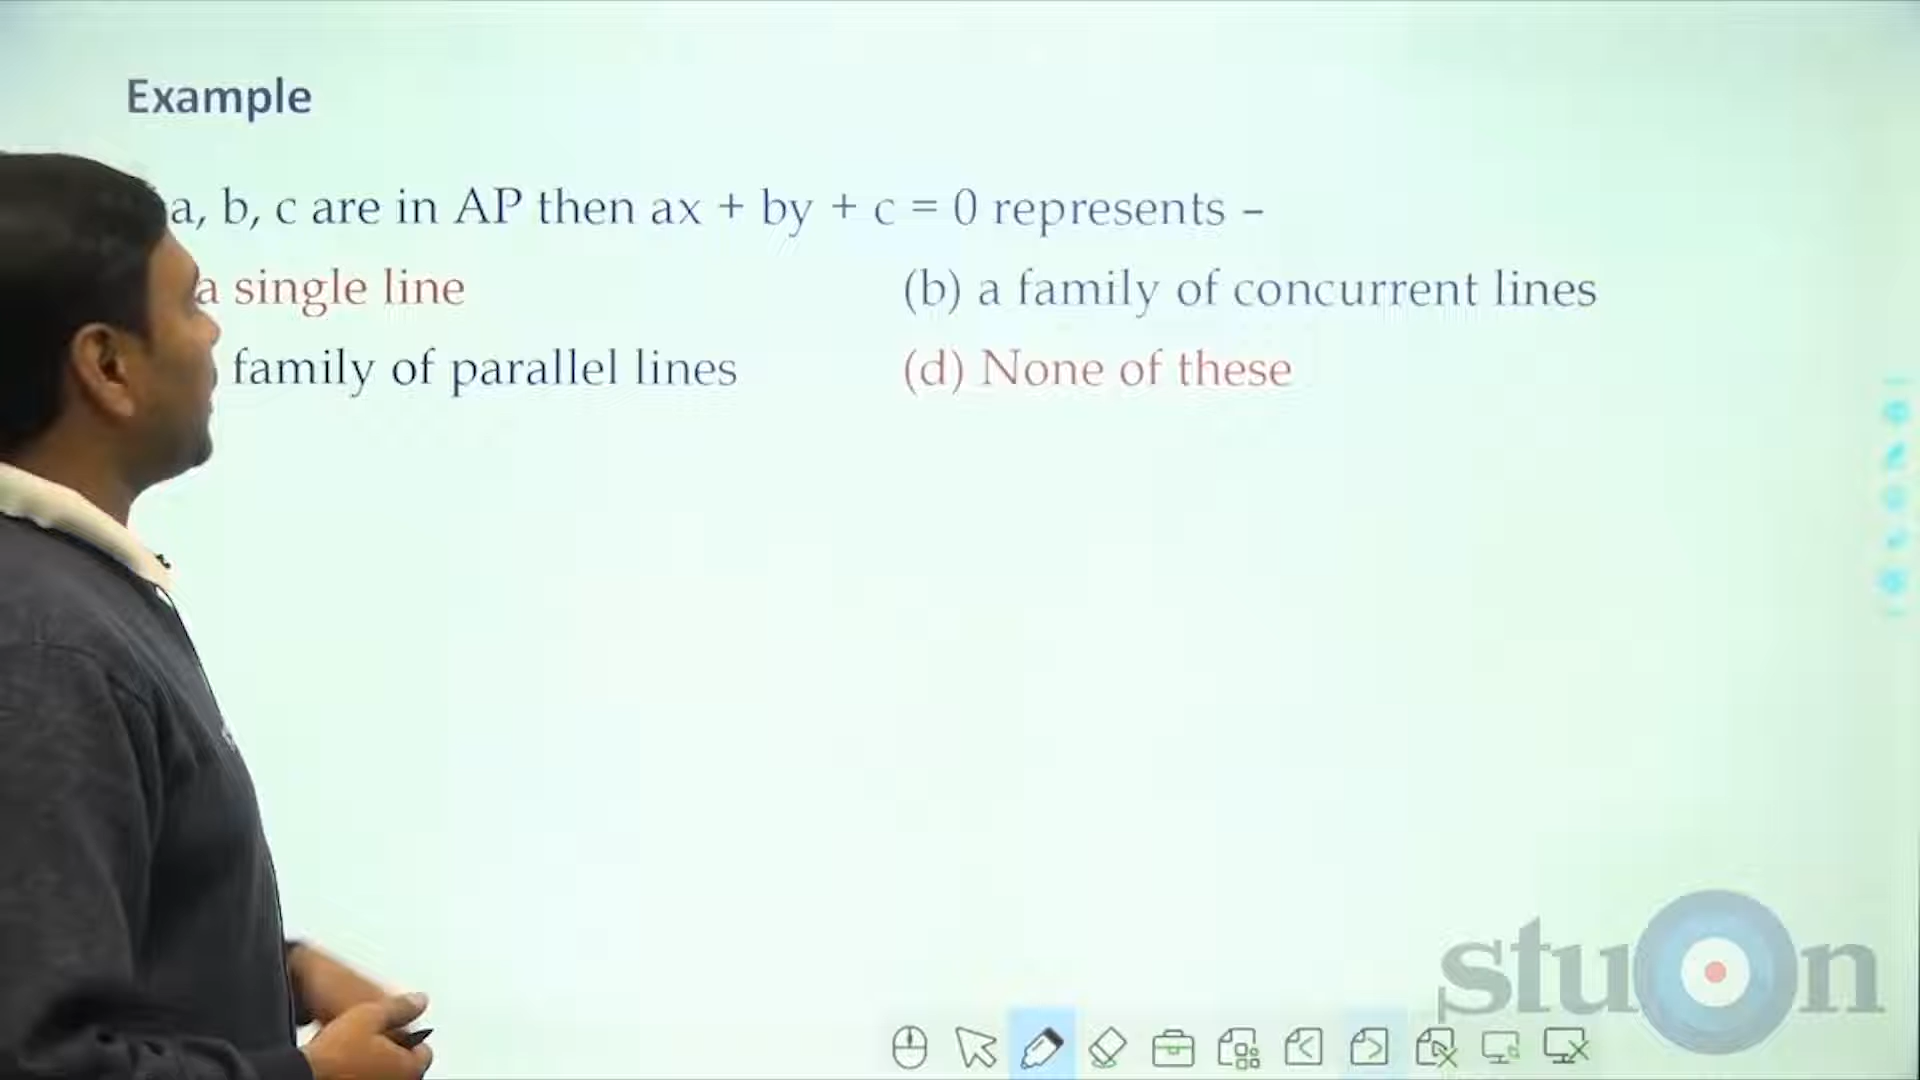 Example
a, b, c are in AP then ax + by + c = 0 represents –
a single line
(b) a family of concurrent lines
family of parallel lines
(d) None of these
stuOn